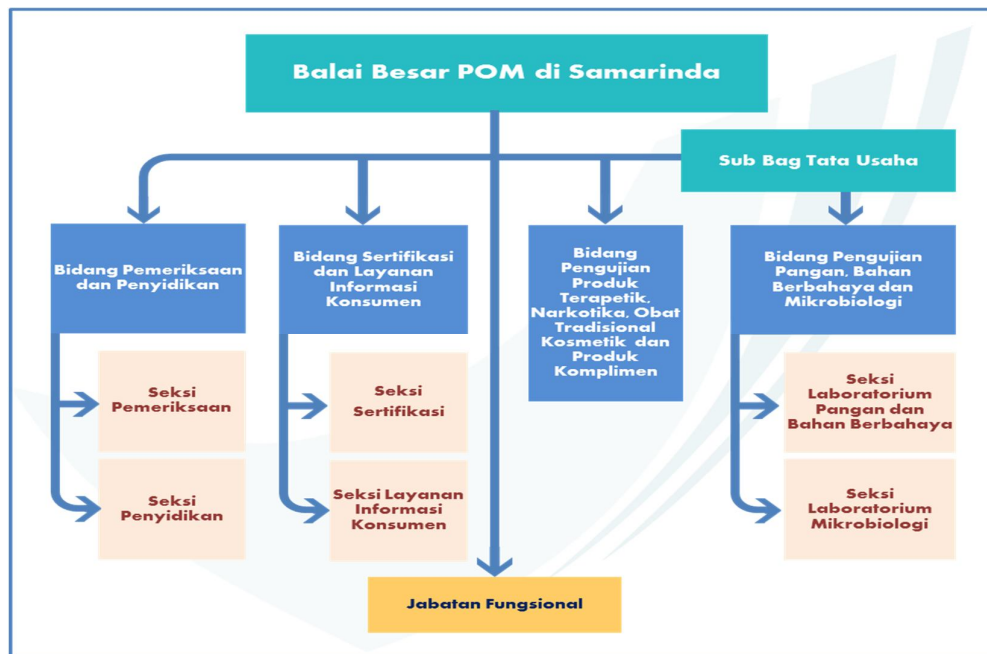 Balai Besar POM di Samarinda
Sub Bag Tata Usaha
Bidang Pemeriksaan
dan Penyidikan
Bidang Sertifikasi
dan Layanan
Informasi
Konsumen
Bidang
Pengujian
Produk
Terapetik,
Narkotika, Obat
Tradisional
Kosmetik dan
Produk
Komplimen
Bidang Pengujian
Pangan, Bahan
Berbahaya dan
Mikrobiologi
Seksi
Pemeriksaan
Seksi
Sertifikasi
Seksi
Laboratorium
Pangan dan
Bahan Berbahaya
Seksi
Penyidikan
Seksi Layanan
Informasi
Konsumen
Seksi
Laboratorium
Mikrobiologi
Jabatan Fungsional